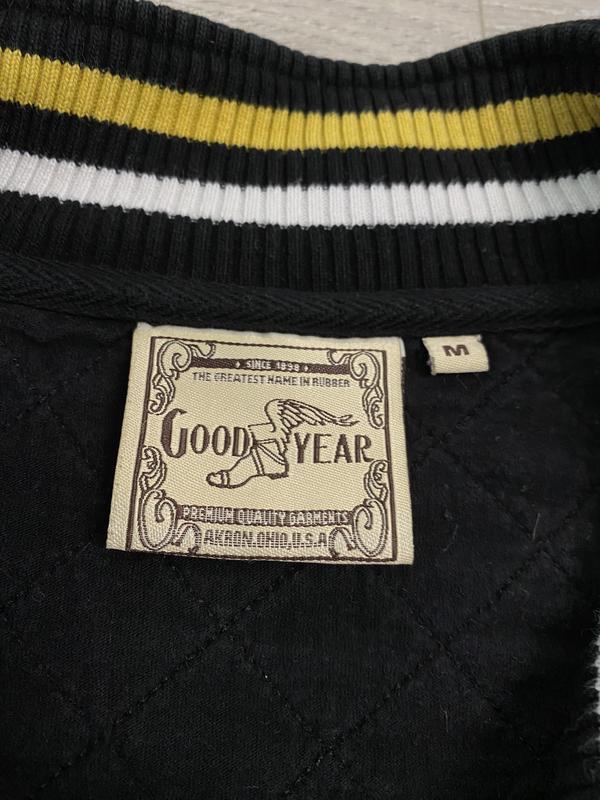 SINCE 1898
THE GREATEST NAME IN RUBBER
GOOD YEAR
PREMIUM QUALITY GARMENTS
AKRON, OHIO, U.S.A
M